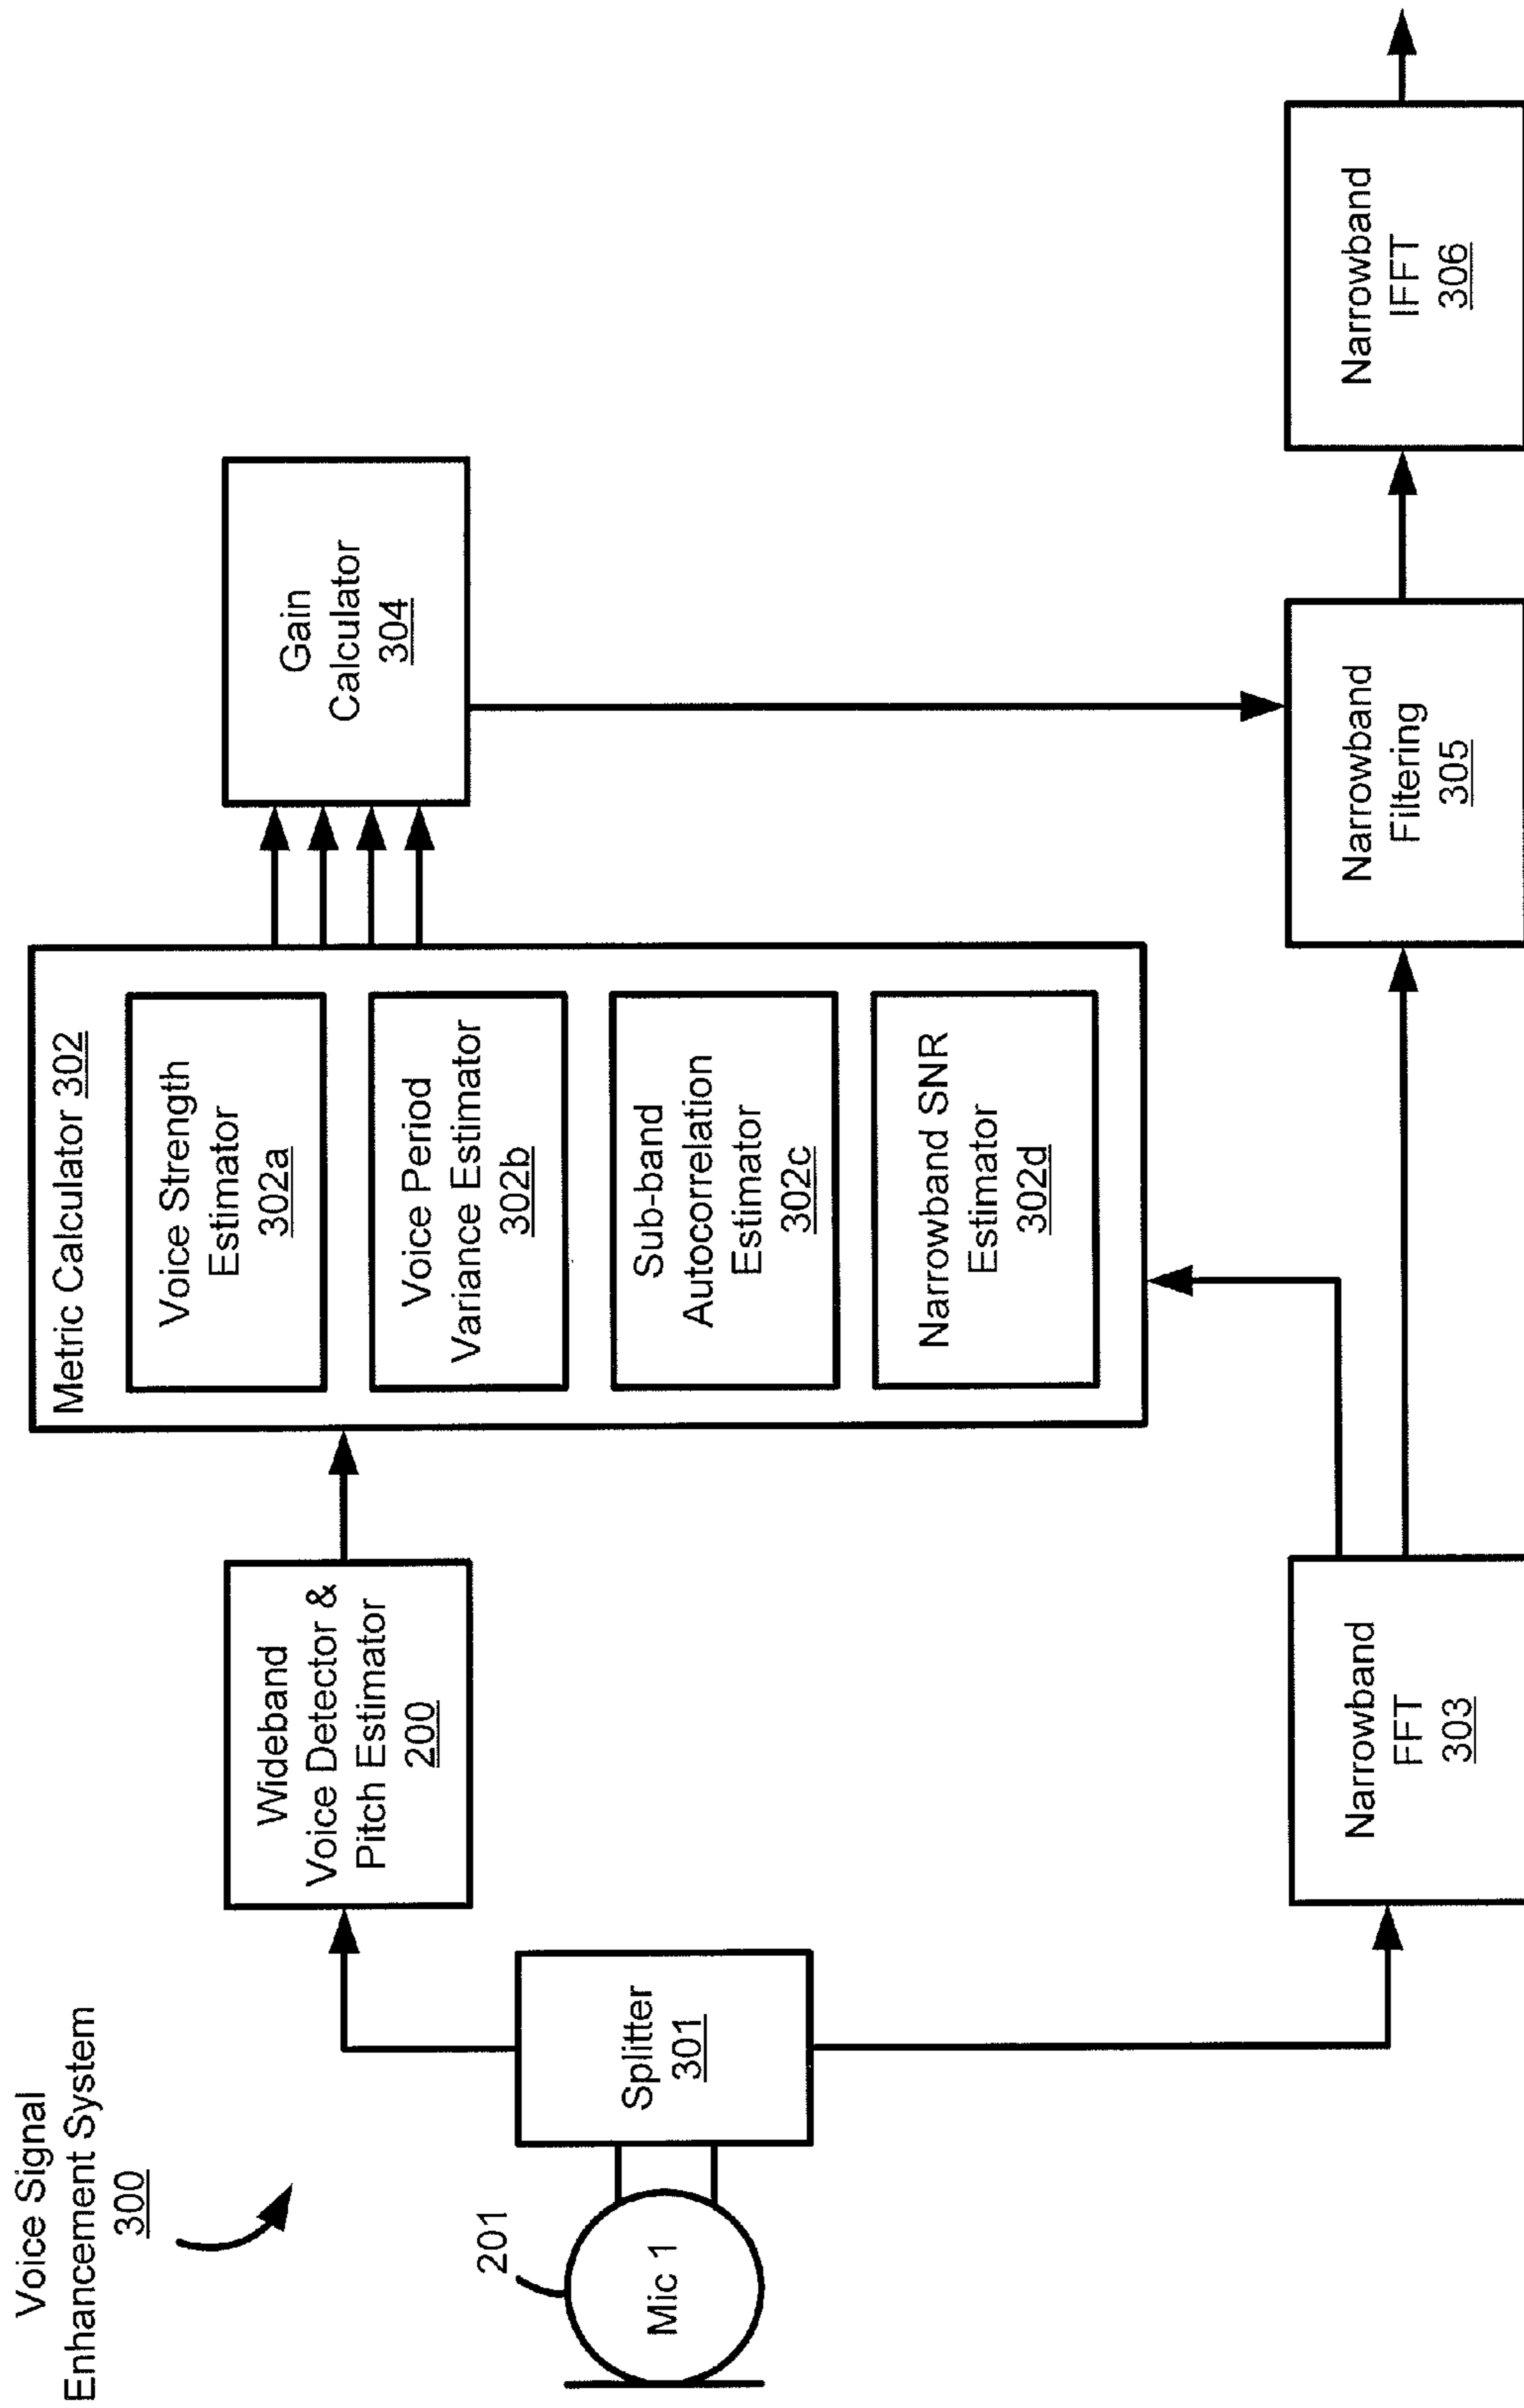 Voice Signal
Enhancement System
300
201
Mic 1
Splitter
301
Wideband
Voice Detector &
Pitch Estimator
200
Metric Calculator 302
Voice Strength
Estimator
302a
Voice Period
Variance Estimator
302b
Sub-band
Autocorrelation
Estimator
302c
Narrowband SNR
Estimator
302d
Gain
Calculator
304
Narrowband
FFT
303
Narrowband
Filtering
305
Narrowband
IFFT
306